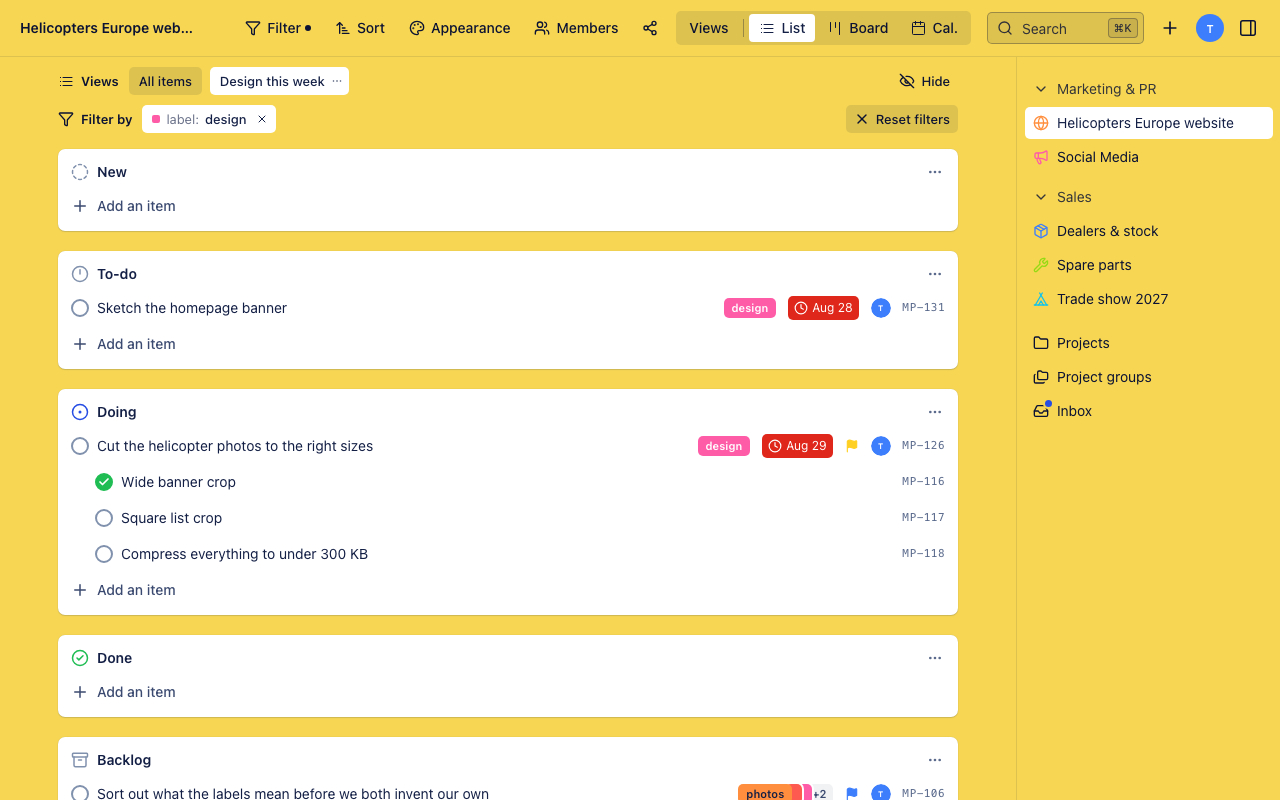 Helicopters Europe web...
Filter
Sort
Appearance
Members
Views
List
Board
Cal.
Search
⌘K
T
Views
All items
Design this week
Hide
Filter by
label: design
Reset filters
New
Add an item
To-do
Sketch the homepage banner
design
Aug 28
T
MP-131
Add an item
Doing
Cut the helicopter photos to the right sizes
design
Aug 29
T
MP-126
Wide banner crop
MP-116
Square list crop
MP-117
Compress everything to under 300 KB
MP-118
Add an item
Done
Add an item
Backlog
Sort out what the labels mean before we both invent our own
photos
+2
T
MP-106
Marketing & PR
Helicopters Europe website
Social Media
Sales
Dealers & stock
Spare parts
Trade show 2027
Projects
Project groups
Inbox